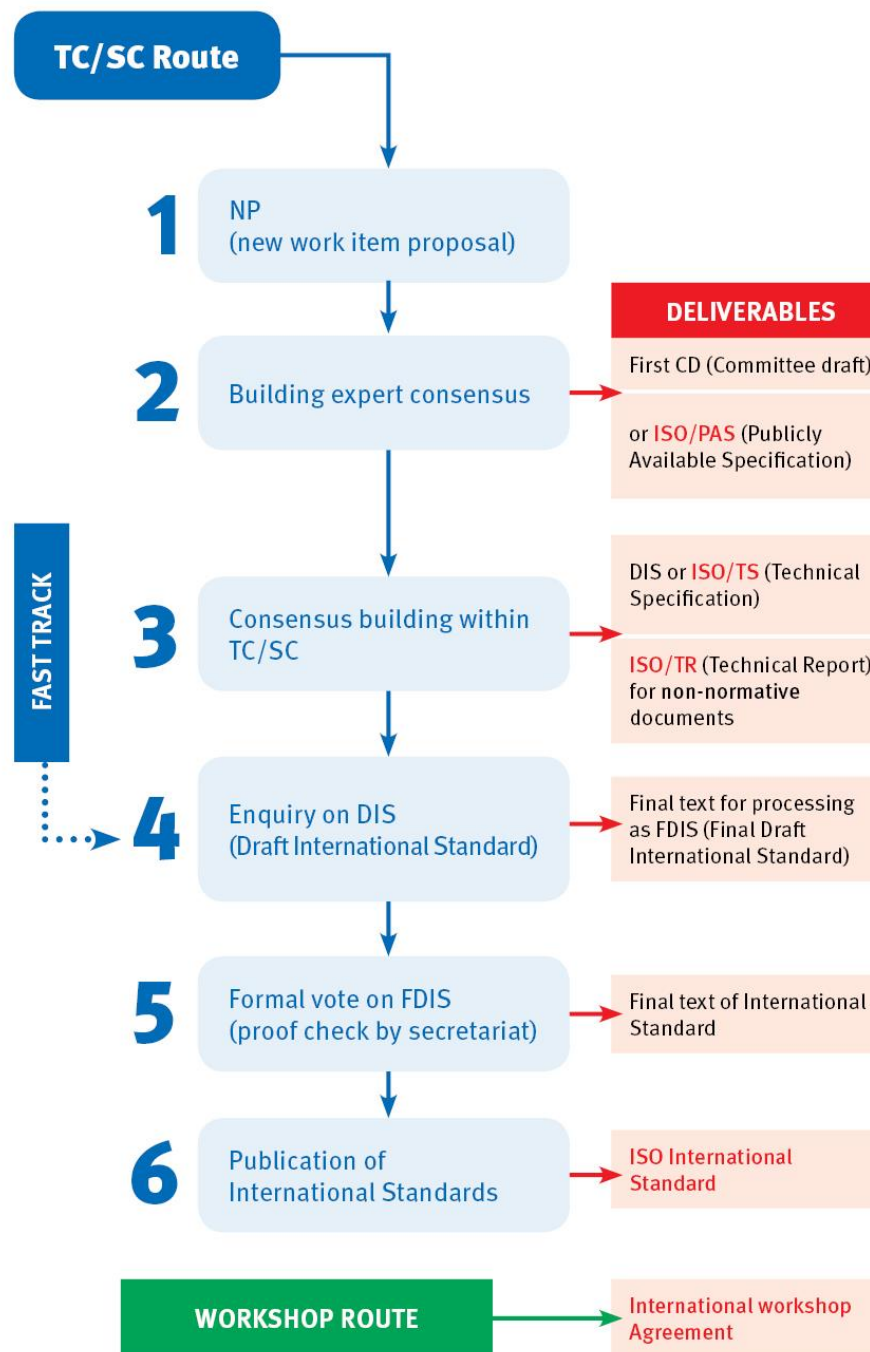 TC/SC Route
1
NP
(new work item proposal)
DELIVERABLES
2
Building expert consensus
First CD (Committee draft)
or ISO/PAS (Publicly
Available Specification)
FAST TRACK
3
Consensus building within
TC/SC
DIS or ISO/TS (Technical
Specification)
ISO/TR (Technical Report)
for non-normative
documents
4
Enquiry on DIS
(Draft International Standard)
Final text for processing
as FDIS (Final Draft
International Standard)
5
Formal vote on FDIS
(proof check by secretariat)
Final text of International
Standard
6
Publication of
International Standards
ISO International
Standard
WORKSHOP ROUTE
International workshop
Agreement